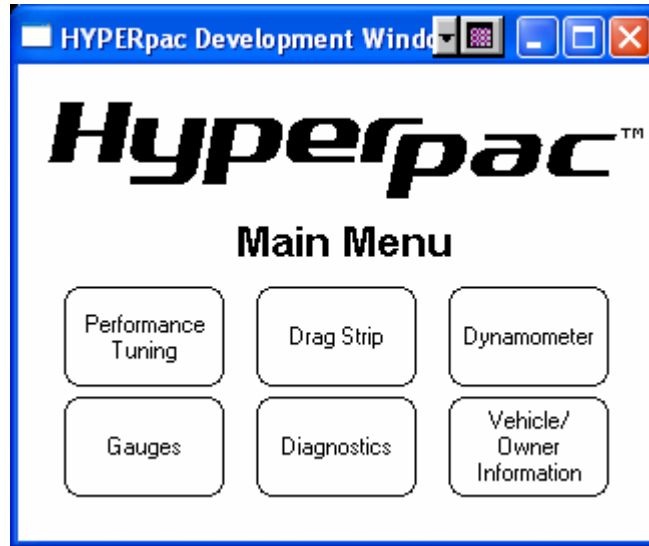 HYPERpac Development Windo
Hyperpac™
Main Menu
Performance
Tuning
Drag Strip
Dynamometer
Gauges
Diagnostics
Vehicle/
Owner
Information